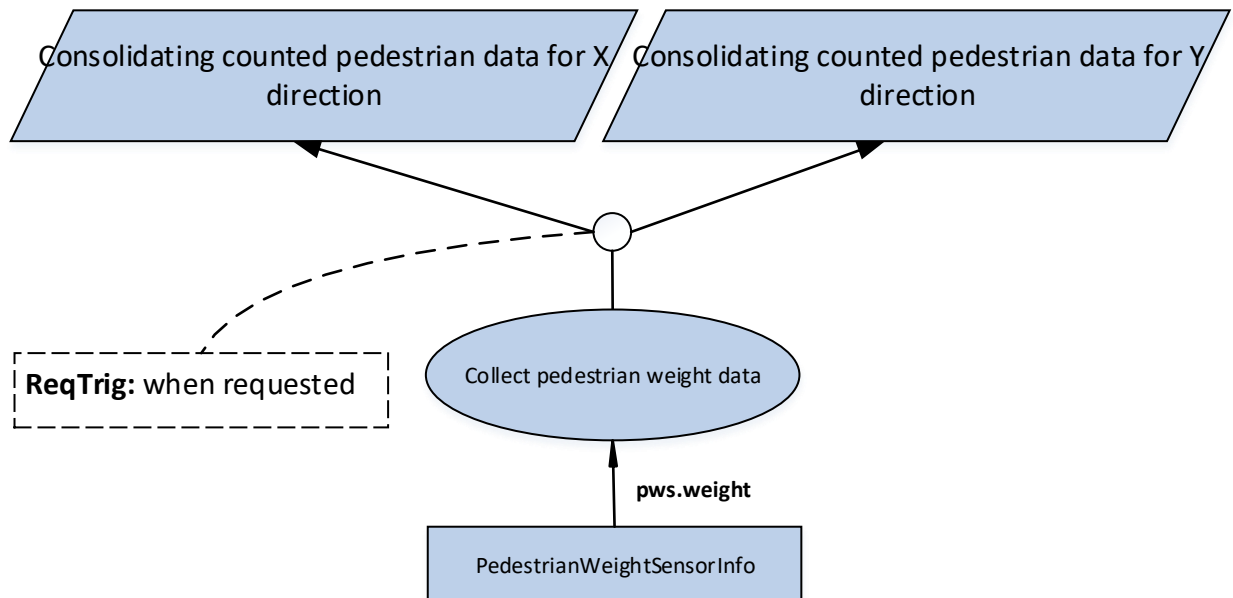 Consolidating counted pedestrian data for X
direction
Consolidating counted pedestrian data for Y
direction
ReqTrig: when requested
Collect pedestrian weight data
pws.weight
PedestrianWeightSensorInfo